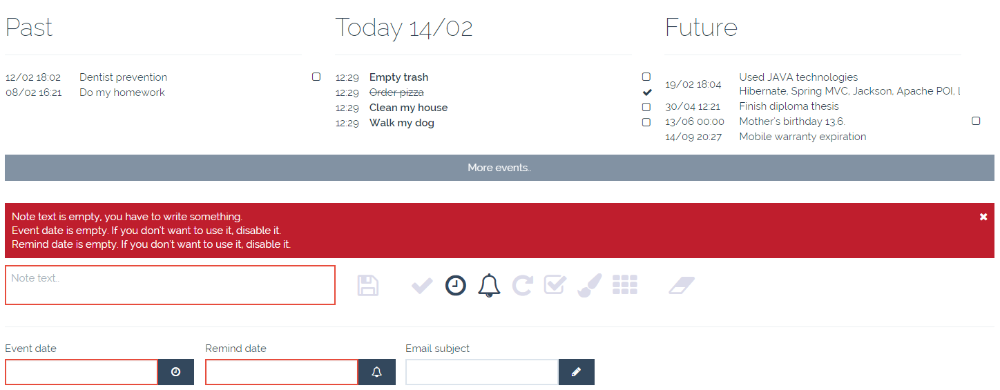 Past
12/02 18:02 Dentist prevention
08/02 16:21 Do my homework
Today 14/02
12:29 Empty trash
12:29 Order pizza
12:29 Clean my house
12:29 Walk my dog
Future
19/02 18:04 Used JAVA technologies
Hibernate, Spring MVC, Jackson, Apache POI,
30/04 12:21 Finish diploma thesis
13/06 00:00 Mother's birthday 13.6.
14/09 20:27 Mobile warranty expiration
More events..
Note text is empty, you have to write something.
Event date is empty. If you don't want to use it, disable it.
Remind date is empty. If you don't want to use it, disable it.
Note text..
Event date
Remind date
Email subject